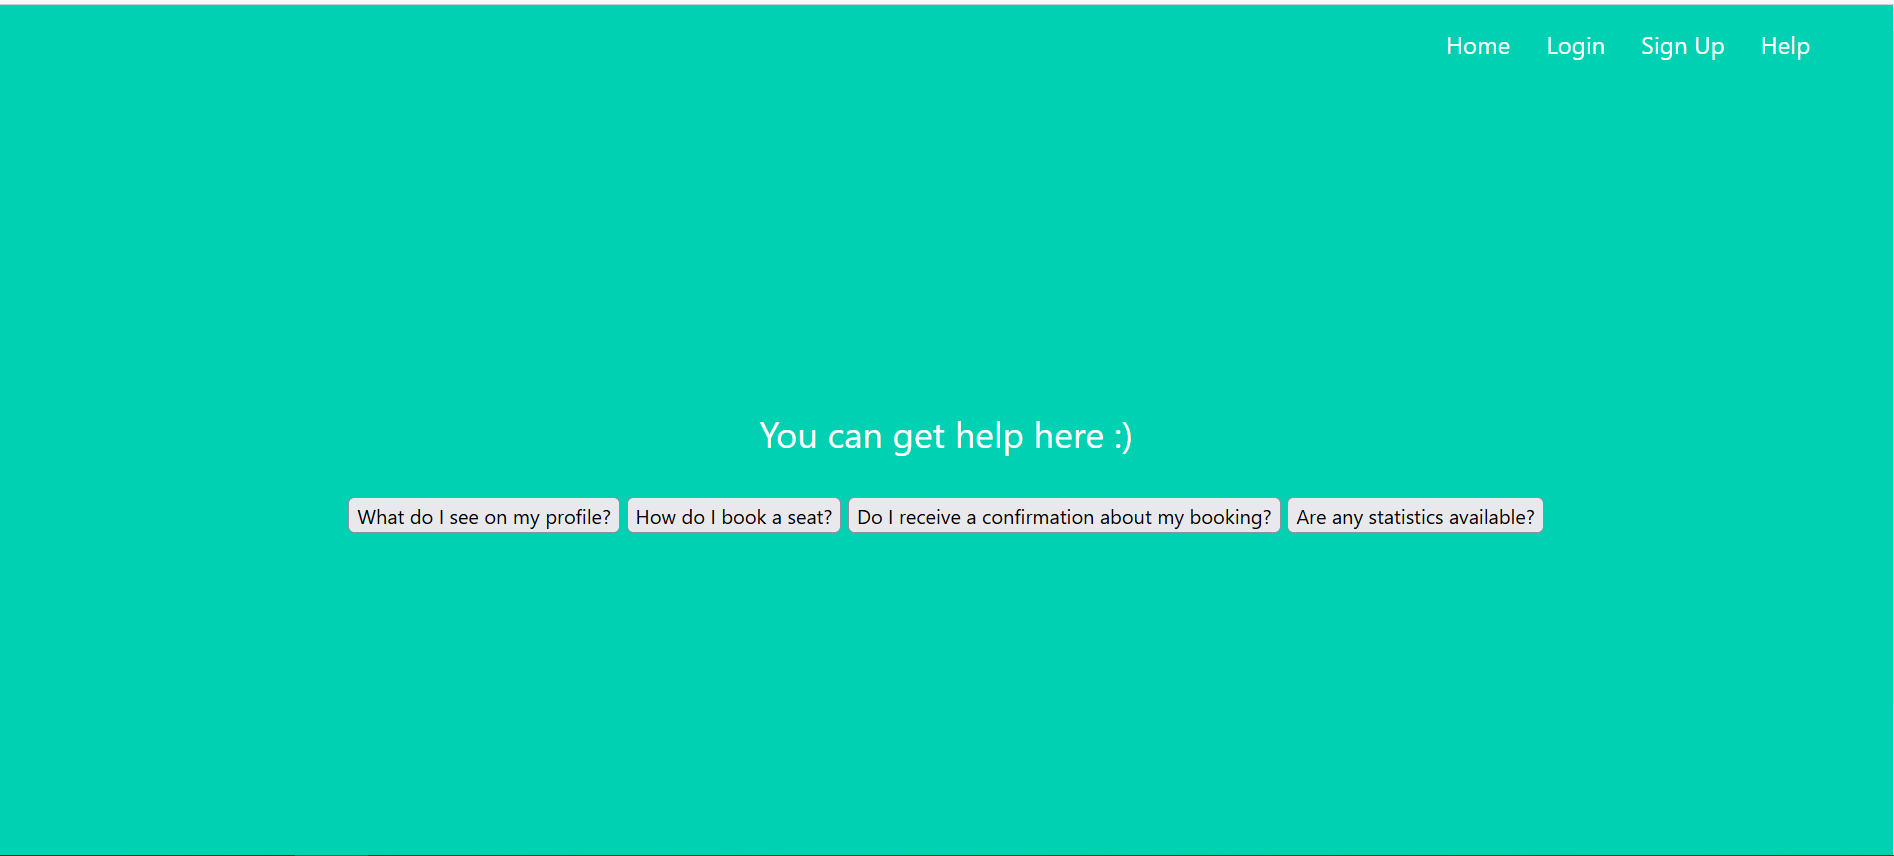 Home Login Sign Up Help
You can get help here :)
What do I see on my profile? How do I book a seat? Do I receive a confirmation about my booking? Are any statistics available?